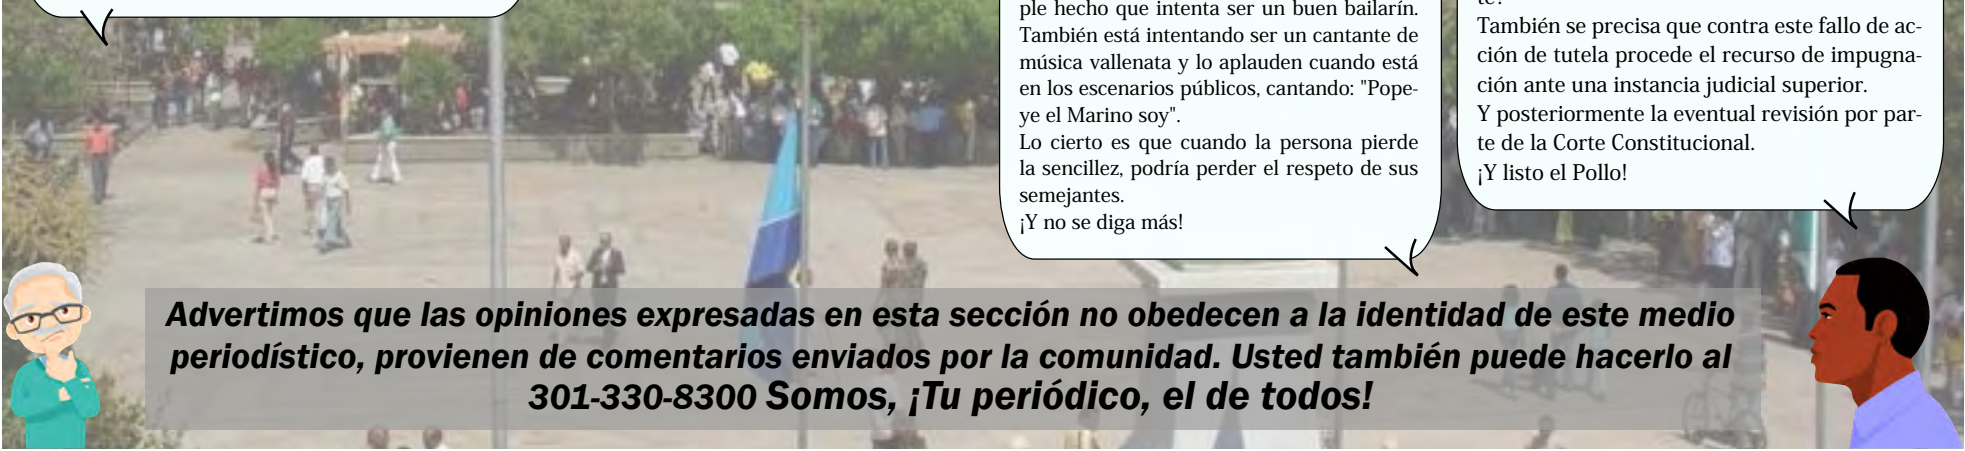 ple hecho que intenta ser un buen bailarín.
También está intentando ser un cantante de
música vallenata y lo aplauden cuando está
en los escenarios públicos, cantando: "Pope-
ye el Marino soy".
Lo cierto es que cuando la persona pierde
la sencillez, podría perder el respeto de sus
semejantes.
¡Y no se diga más!
También se precisa que contra este fallo de ac-
ción de tutela procede el recurso de impugna-
ción ante una instancia judicial superior.
Y posteriormente la eventual revisión por par-
te de la Corte Constitucional.
¡Y listo el Pollo!
Advertimos que las opiniones expresadas en esta sección no obedecen a la identidad de este medio
periodístico, provienen de comentarios enviados por la comunidad. Usted también puede hacerlo al
301-330-8300 Somos, ¡Tu periódico, el de todos!